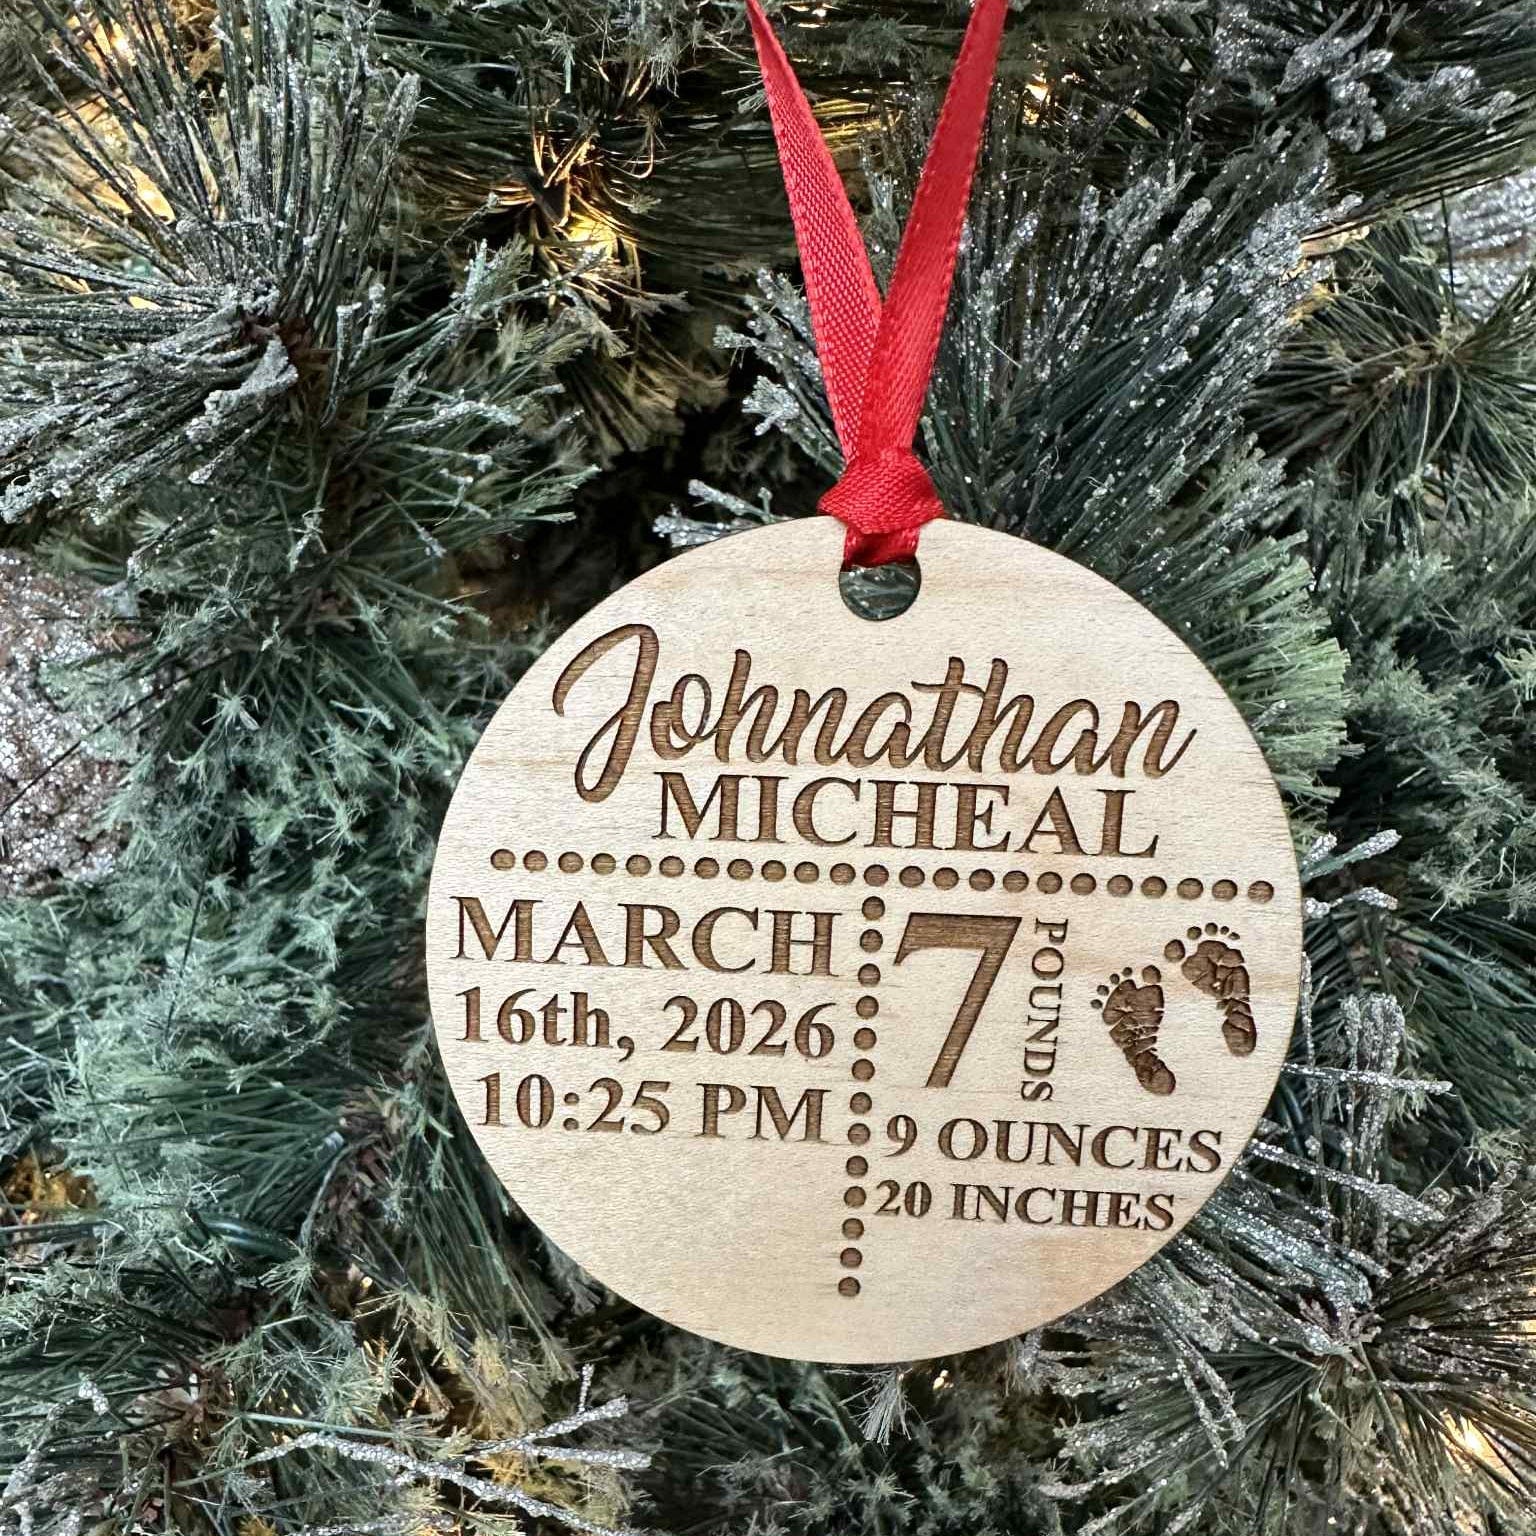 Johnathan
MICHEAL
MARCH
16th, 2026
10:25 PM
7 POUNDS
9 OUNCES
20 INCHES